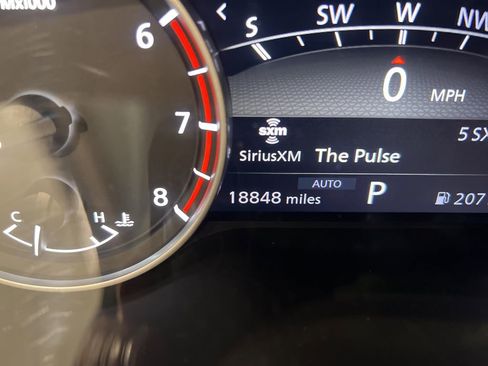 x1000
6
7
8
C H
S SW W NW
0 MPH
5 SX
sxm
SiriusXM The Pulse
AUTO
18848 miles P 207